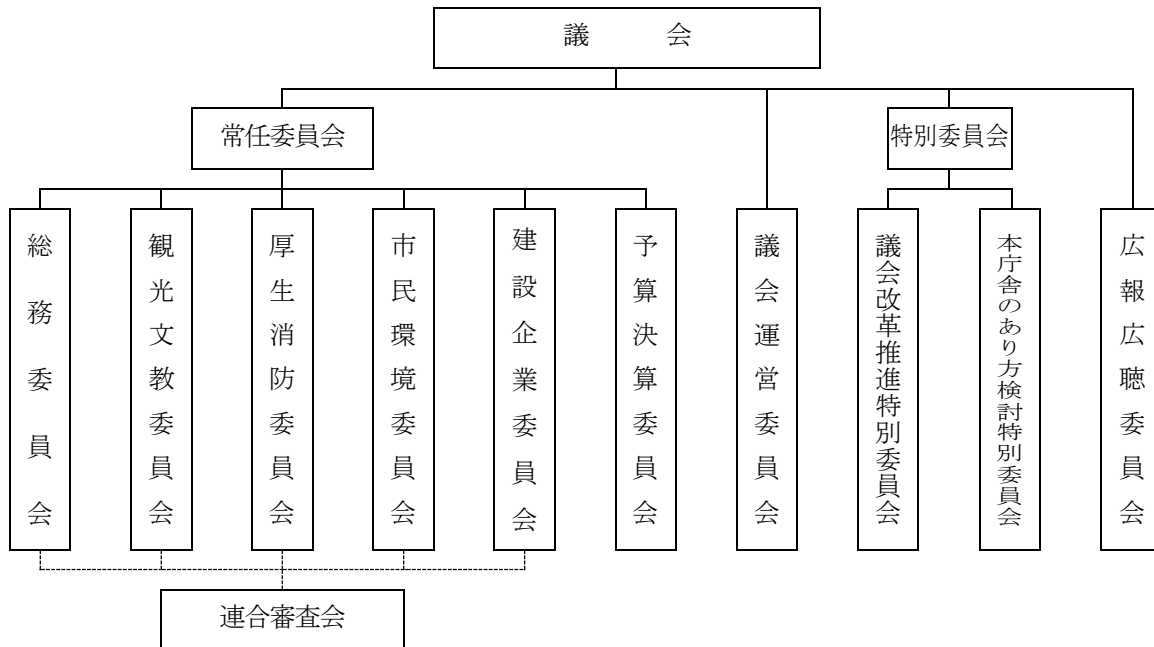 議 会
常任委員会
特別委員会
総務委員会
観光文教委員会
厚生消防委員会
市民環境委員会
建設企業委員会
予算決算委員会
議会運営委員会
議会改革推進特別委員会
本庁舎のあり方検討特別委員会
広報広聴委員会
連合審査会